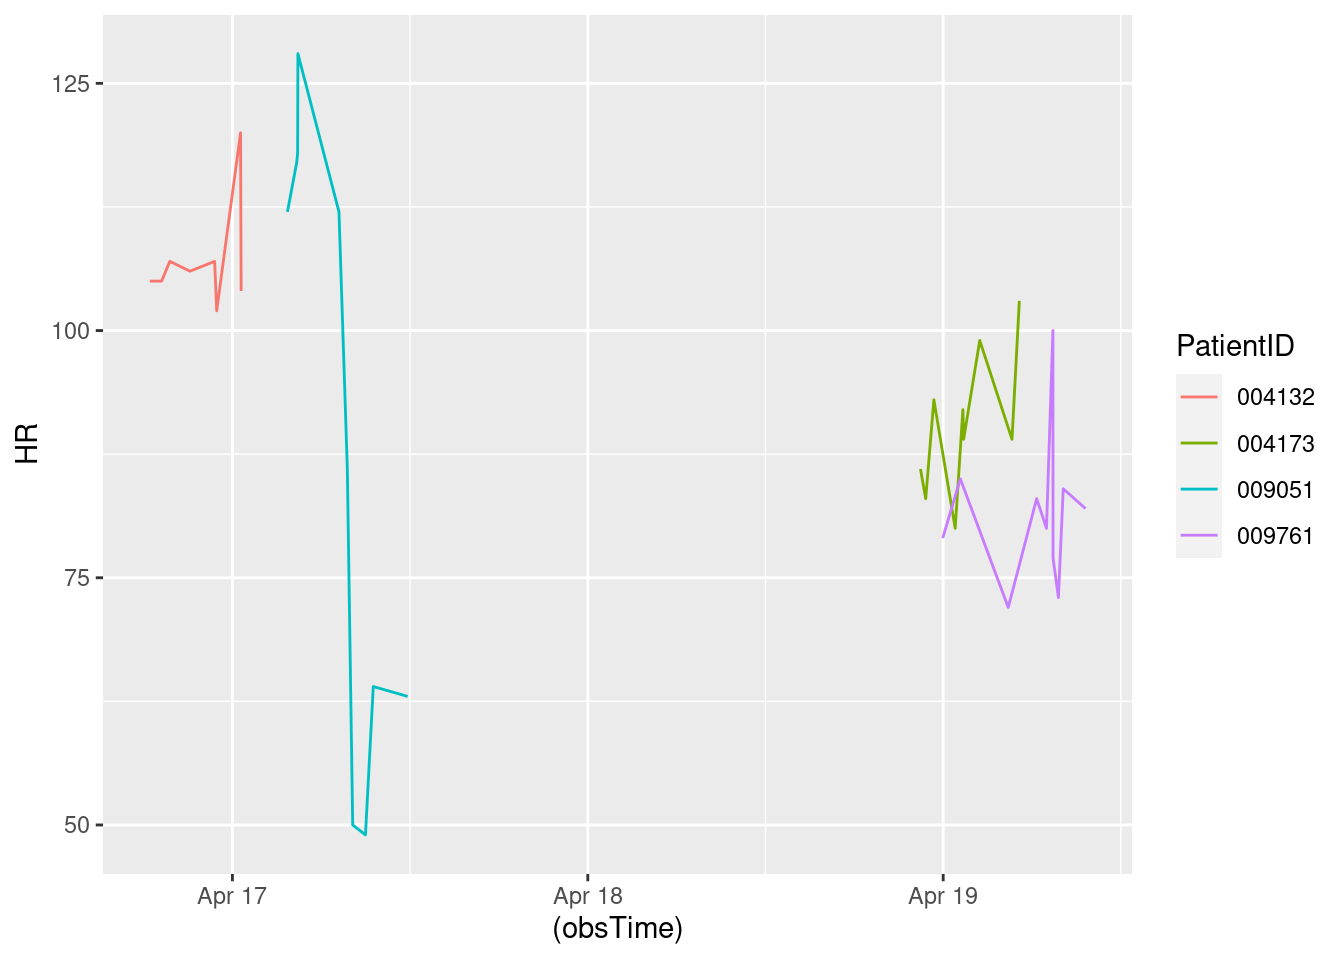 125
100
75
50
HR
Apr 17
Apr 18
Apr 19
(obsTime)
PatientID
004132
004173
009051
009761